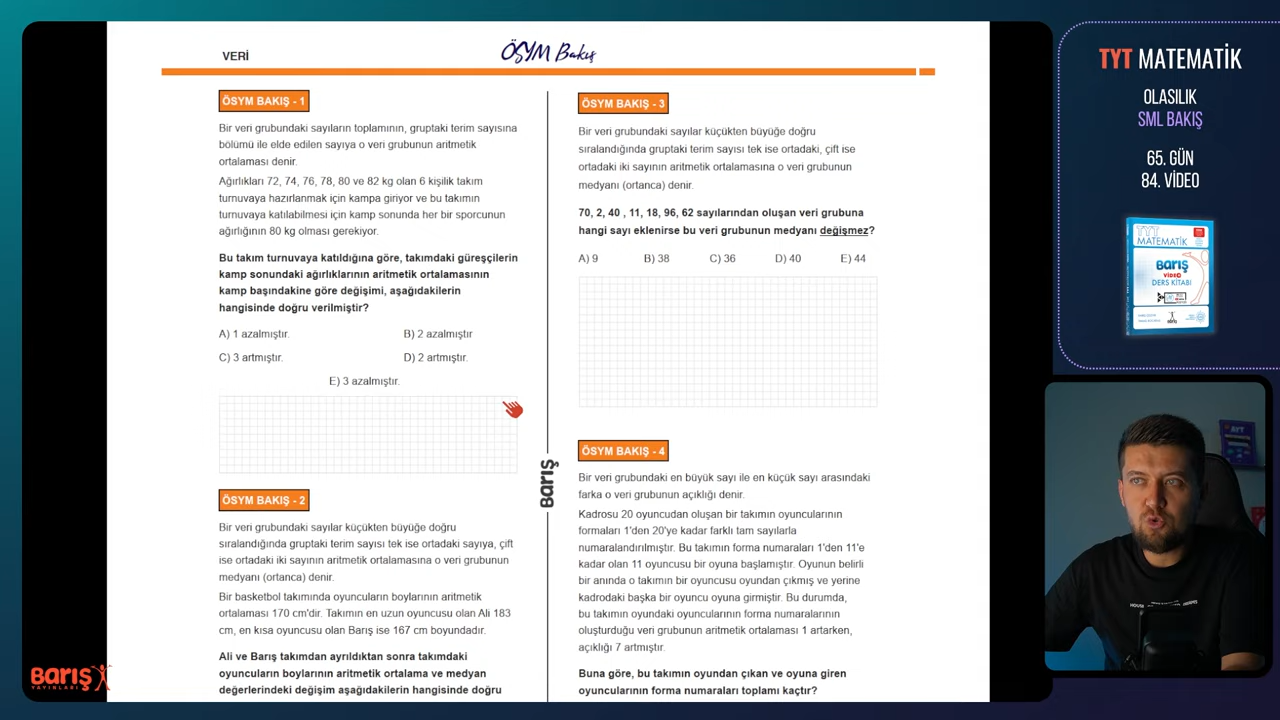 VERİ
ÖSYM Bakış
ÖSYM BAKIŞ - 1
Bir veri grubundaki sayıların toplamının, gruptaki terim sayısına
bölümü ile elde edilen sayıya o veri grubunun aritmetik
ortalaması denir.
Ağırlıkları 72, 74, 76, 78, 80 ve 82 kg olan 6 kişilik takım
turnuvaya hazırlanmak için kampa giriyor ve bu takımın
turnuvaya katılabilmesi için kamp sonunda her bir sporcunun
ağırlığının 80 kg olması gerekiyor.
Bu takım turnuvaya katıldığına göre, takımdaki güreşçilerin
kamp sonundaki ağırlıklarının aritmetik ortalamasının
kamp başındakine göre değişimi, aşağıdakilerin
hangisinde doğru verilmiştir?
A) 1 azalmıştır.
B) 2 azalmıştır
C) 3 artmıştır.
D) 2 artmıştır.
E) 3 azalmıştır.
ÖSYM BAKIŞ - 2
Bir veri grubundaki sayılar küçükten büyüğe doğru
sıralandığında gruptaki terim sayısı tek ise ortadaki sayıya, çift
ise ortadaki iki sayının aritmetik ortalamasına o veri grubunun
medyanı (ortanca) denir.
Bir basketbol takımında oyuncuların boylarının aritmetik
ortalaması 170 cm'dir. Takımın en uzun oyuncusu olan Ali 183
cm, en kısa oyuncusu olan Barış ise 167 cm boyundadır.
Ali ve Barış takımdan ayrıldıktan sonra takımdaki
oyuncuların boylarının aritmetik ortalama ve medyan
değerlerindeki değişim aşağıdakilerin hangisinde doğru
BARIŞ
ÖSYM BAKIŞ - 3
Bir veri grubundaki sayılar küçükten büyüğe doğru
sıralandığında gruptaki terim sayısı tek ise ortadaki, çift ise
ortadaki iki sayının aritmetik ortalamasına o veri grubunun
medyanı (ortanca) denir.
70, 2, 40 , 11, 18, 96, 62 sayılarından oluşan veri grubuna
hangi sayı eklenirse bu veri grubunun medyanı değişmez?
A) 9 B) 38 C) 36 D) 40 E) 44
ÖSYM BAKIŞ - 4
Bir veri grubundaki en büyük sayı ile en küçük sayı arasındaki
farka o veri grubunun açıklığı denir.
Kadrosu 20 oyuncudan oluşan bir takımın oyuncularının
formaları 1'den 20'ye kadar farklı tam sayılarla
numaralandırılmıştır. Bu takımın forma numaraları 1'den 11'e
kadar olan 11 oyuncusu bir oyuna başlamıştır. Oyunun belirli
bir anında o takımın bir oyuncusu oyundan çıkmış ve yerine
kadrodaki başka bir oyuncu oyuna girmiştir. Bu durumda,
bu takımın oyundaki oyuncularının forma numaralarının
oluşturduğu veri grubunun aritmetik ortalaması 1 artarken,
açıklığı 7 artmıştır.
Buna göre, bu takımın oyundan çıkan ve oyuna giren
oyuncularının forma numaraları toplamı kaçtır?
TYT MATEMATİK
OLASILIK
SML BAKIŞ
65. GÜN
84. VİDEO
TYT
MATEMATİK
BARIŞ
VİDEO
DERS KİTABI
BARIŞ
YAYINLARI